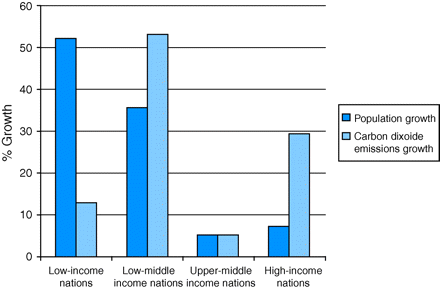 % Growth
60
50
40
30
20
10
0
Low-income
nations
Low-middle
income nations
Upper-middle
income nations
High-income
nations
Population growth
Carbon dixoide
emissions growth